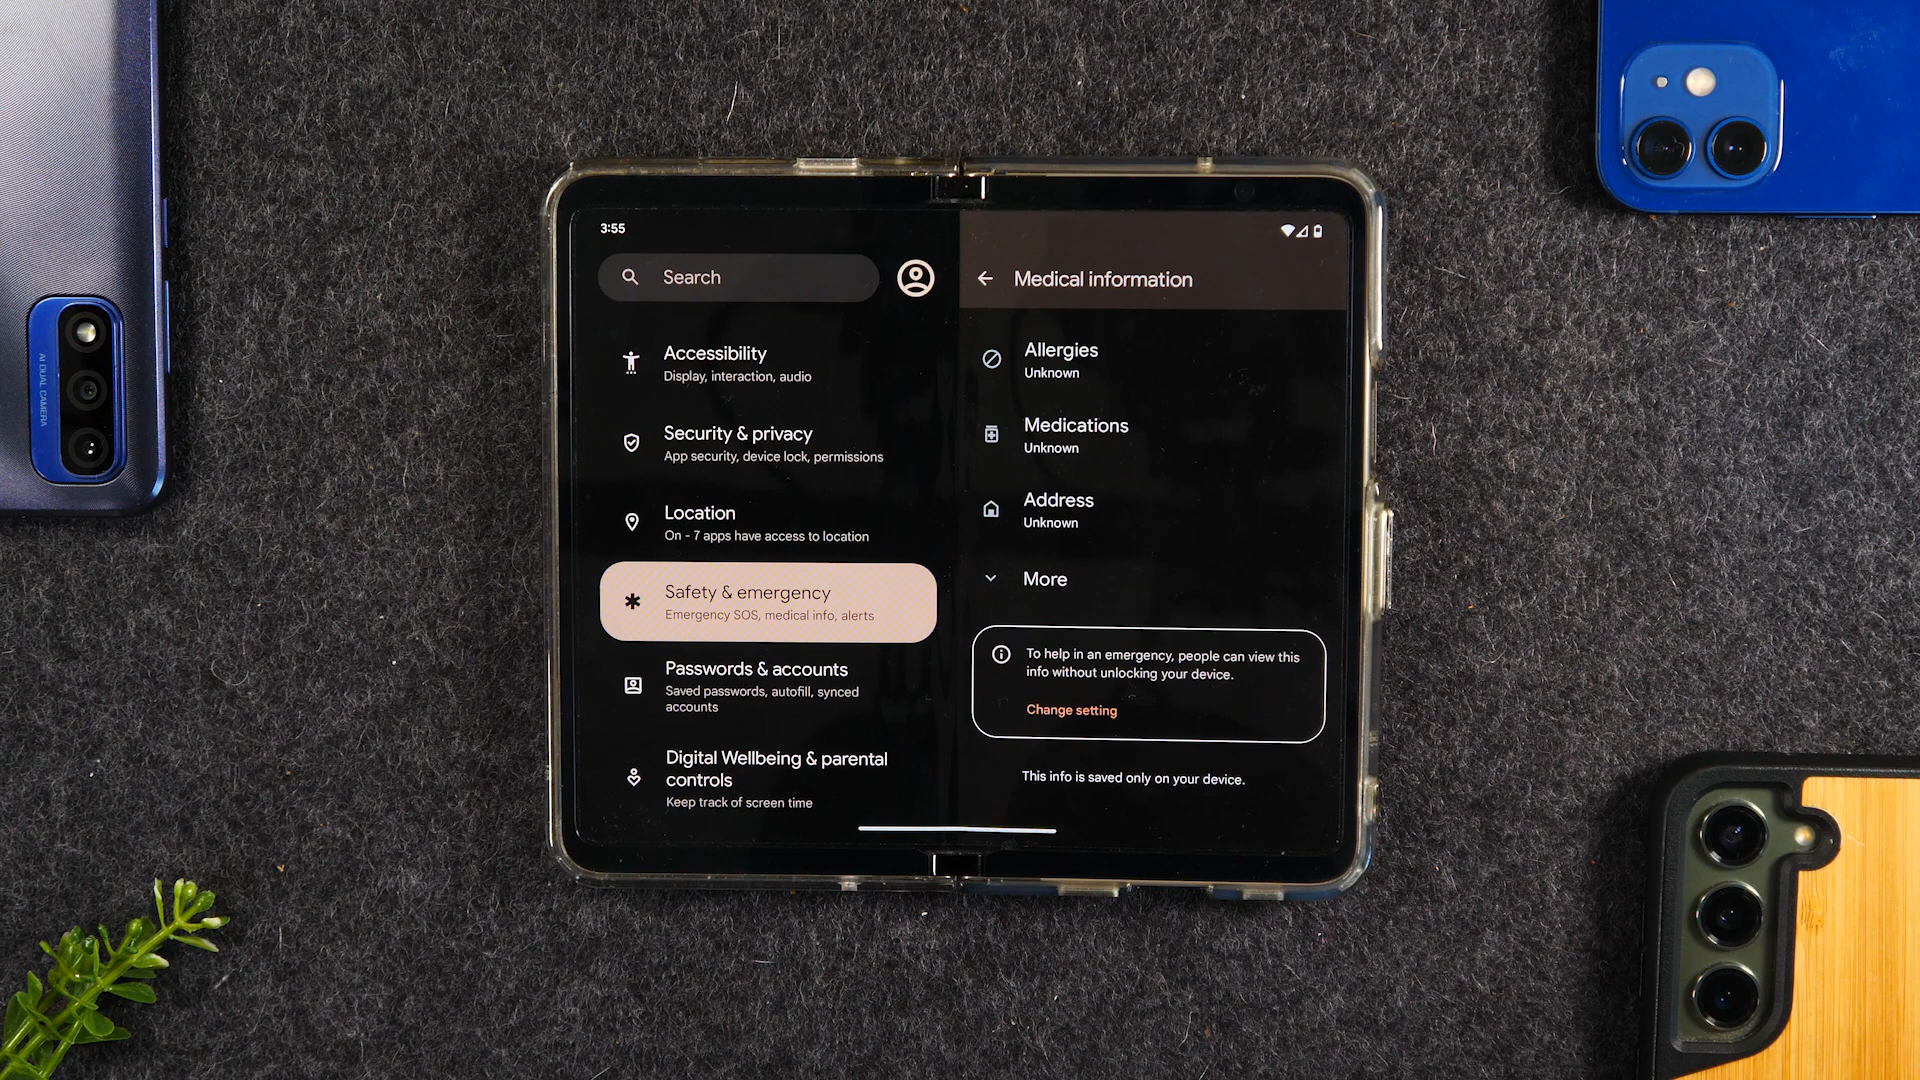 AI DUAL CAMERA
3:55
Search
Accessibility
Display, interaction, audio
Security & privacy
App security, device lock, permissions
Location
On - 7 apps have access to location
Safety & emergency
Emergency SOS, medical info, alerts
Passwords & accounts
Saved passwords, autofill, synced
accounts
Digital Wellbeing & parental
controls
Keep track of screen time
Medical information
Allergies
Unknown
Medications
Unknown
Address
Unknown
More
To help in an emergency, people can view this
info without unlocking your device.
Change setting
This info is saved only on your device.